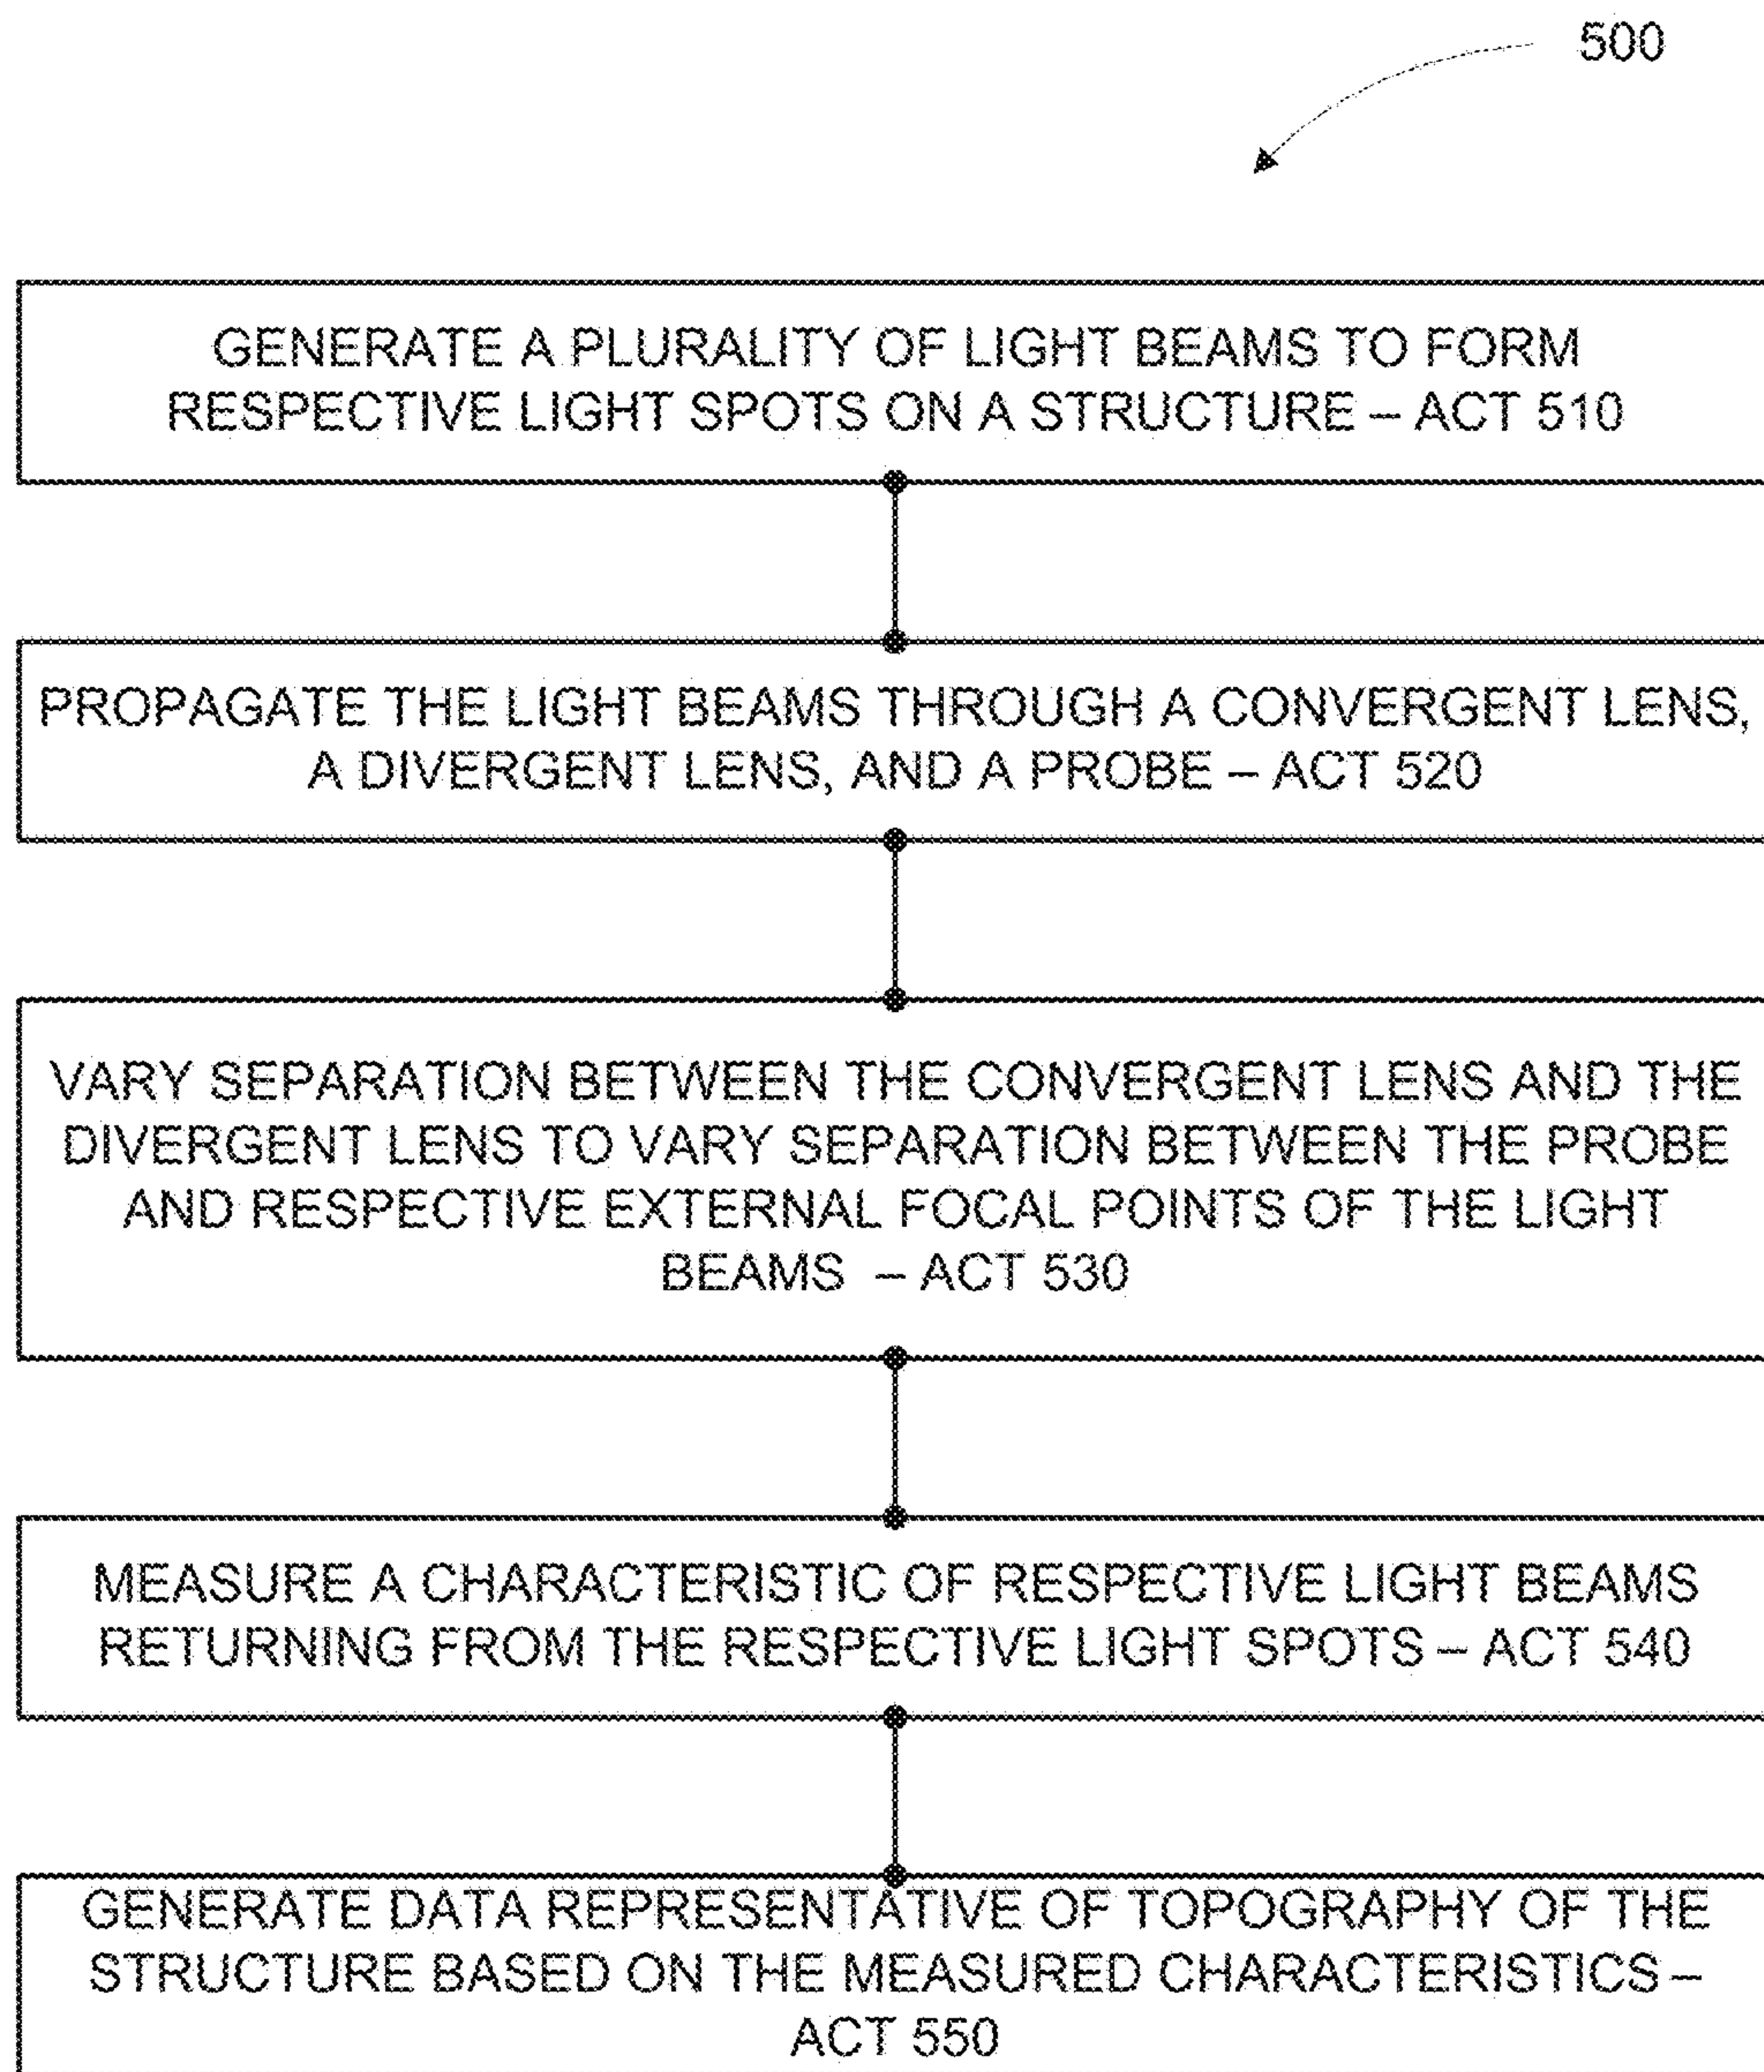 500
GENERATE A PLURALITY OF LIGHT BEAMS TO FORM
RESPECTIVE LIGHT SPOTS ON A STRUCTURE – ACT 510
PROPAGATE THE LIGHT BEAMS THROUGH A CONVERGENT LENS,
A DIVERGENT LENS, AND A PROBE – ACT 520
VARY SEPARATION BETWEEN THE CONVERGENT LENS AND THE
DIVERGENT LENS TO VARY SEPARATION BETWEEN THE PROBE
AND RESPECTIVE EXTERNAL FOCAL POINTS OF THE LIGHT
BEAMS – ACT 530
MEASURE A CHARACTERISTIC OF RESPECTIVE LIGHT BEAMS
RETURNING FROM THE RESPECTIVE LIGHT SPOTS – ACT 540
GENERATE DATA REPRESENTATIVE OF TOPOGRAPHY OF THE
STRUCTURE BASED ON THE MEASURED CHARACTERISTICS –
ACT 550